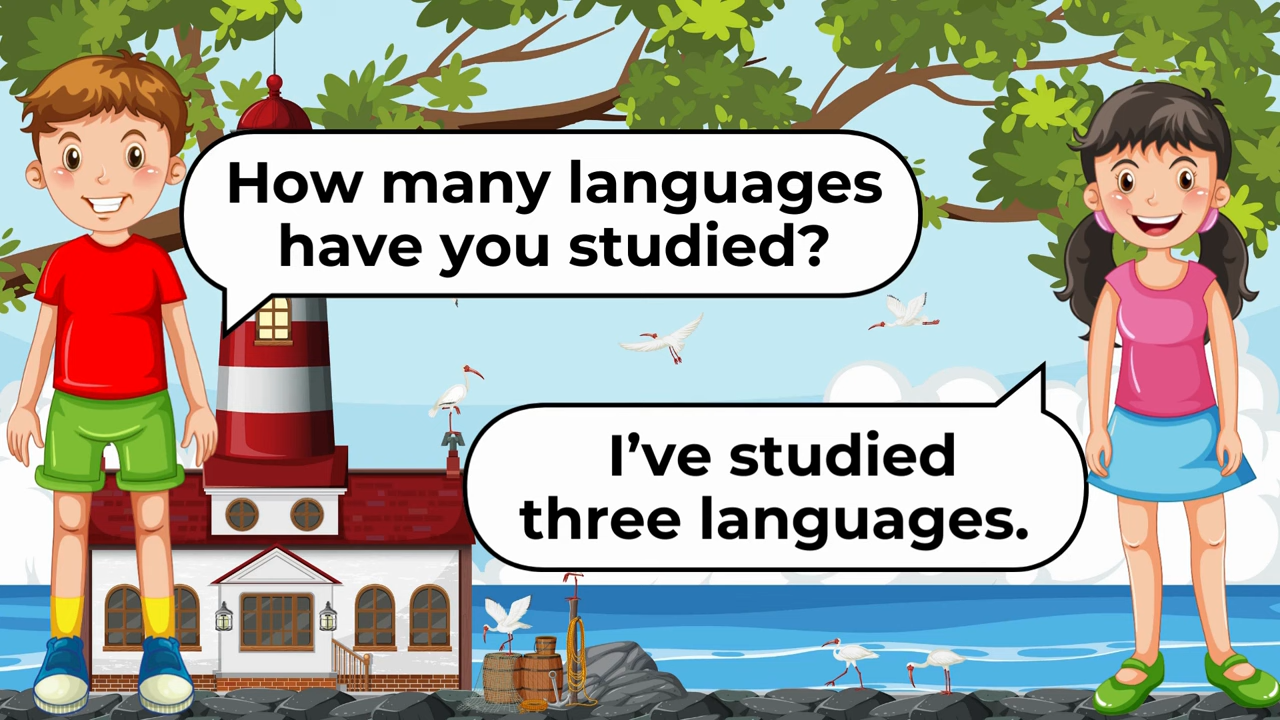 How many languages
have you studied?
I’ve studied
three languages.